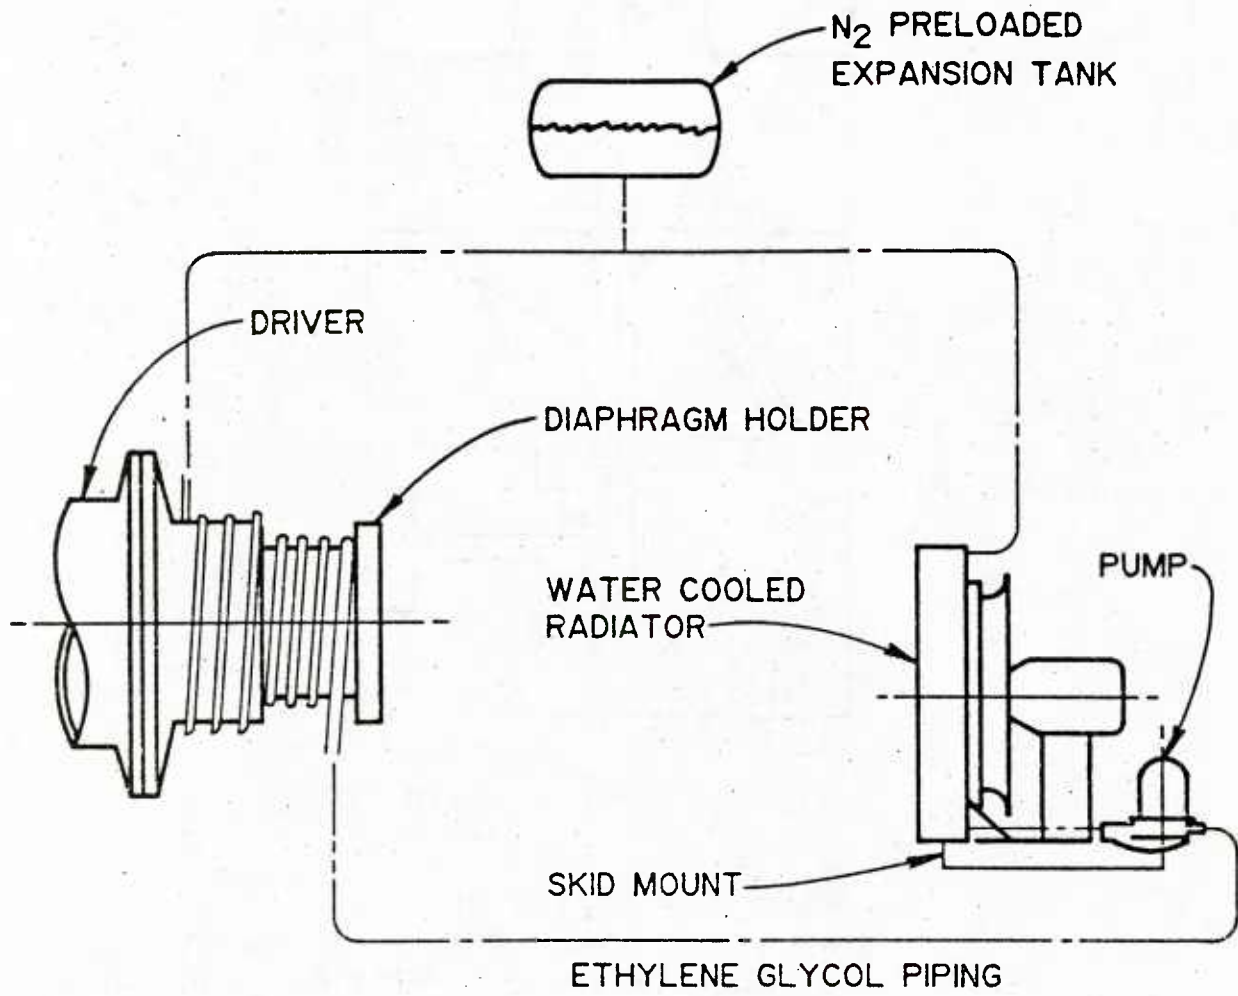 N2 PRELOADED
EXPANSION TANK
DRIVER
DIAPHRAGM HOLDER
WATER COOLED
RADIATOR
PUMP
SKID MOUNT
ETHYLENE GLYCOL PIPING